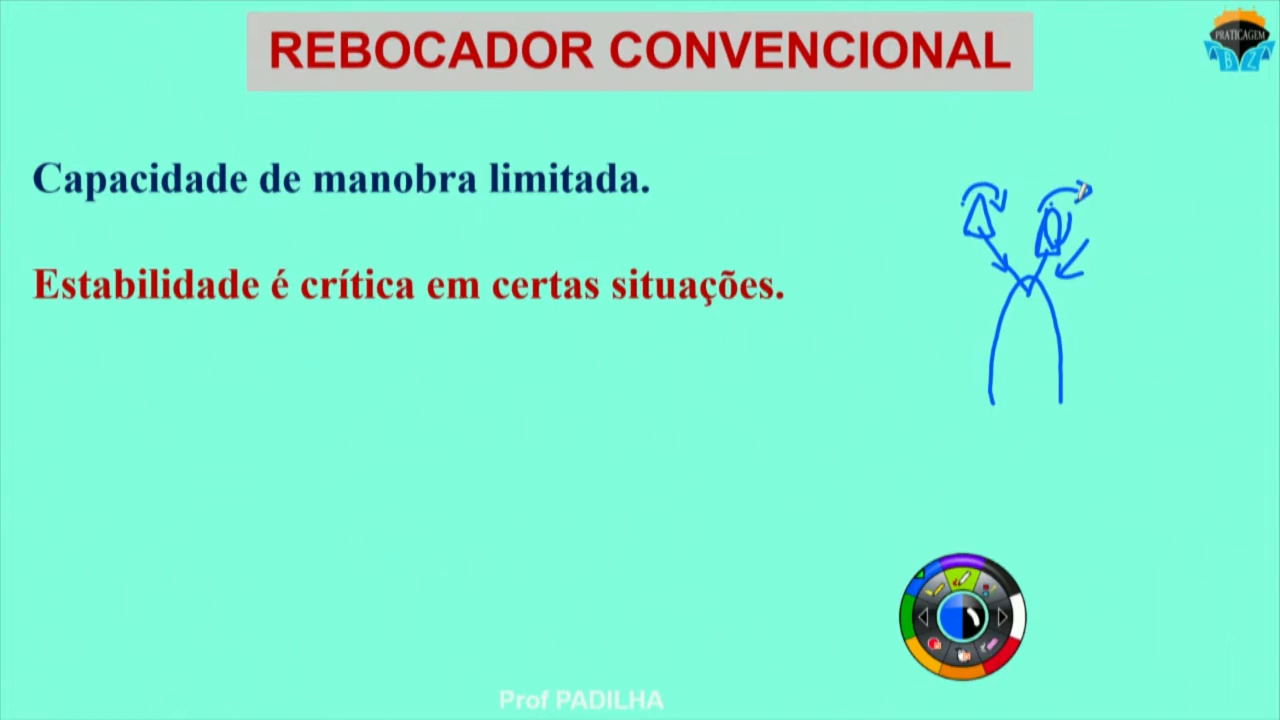 REBOCADOR CONVENCIONAL
PRATICAGEM
B Z
Capacidade de manobra limitada.
Estabilidade é crítica em certas situações.
Prof PADILHA